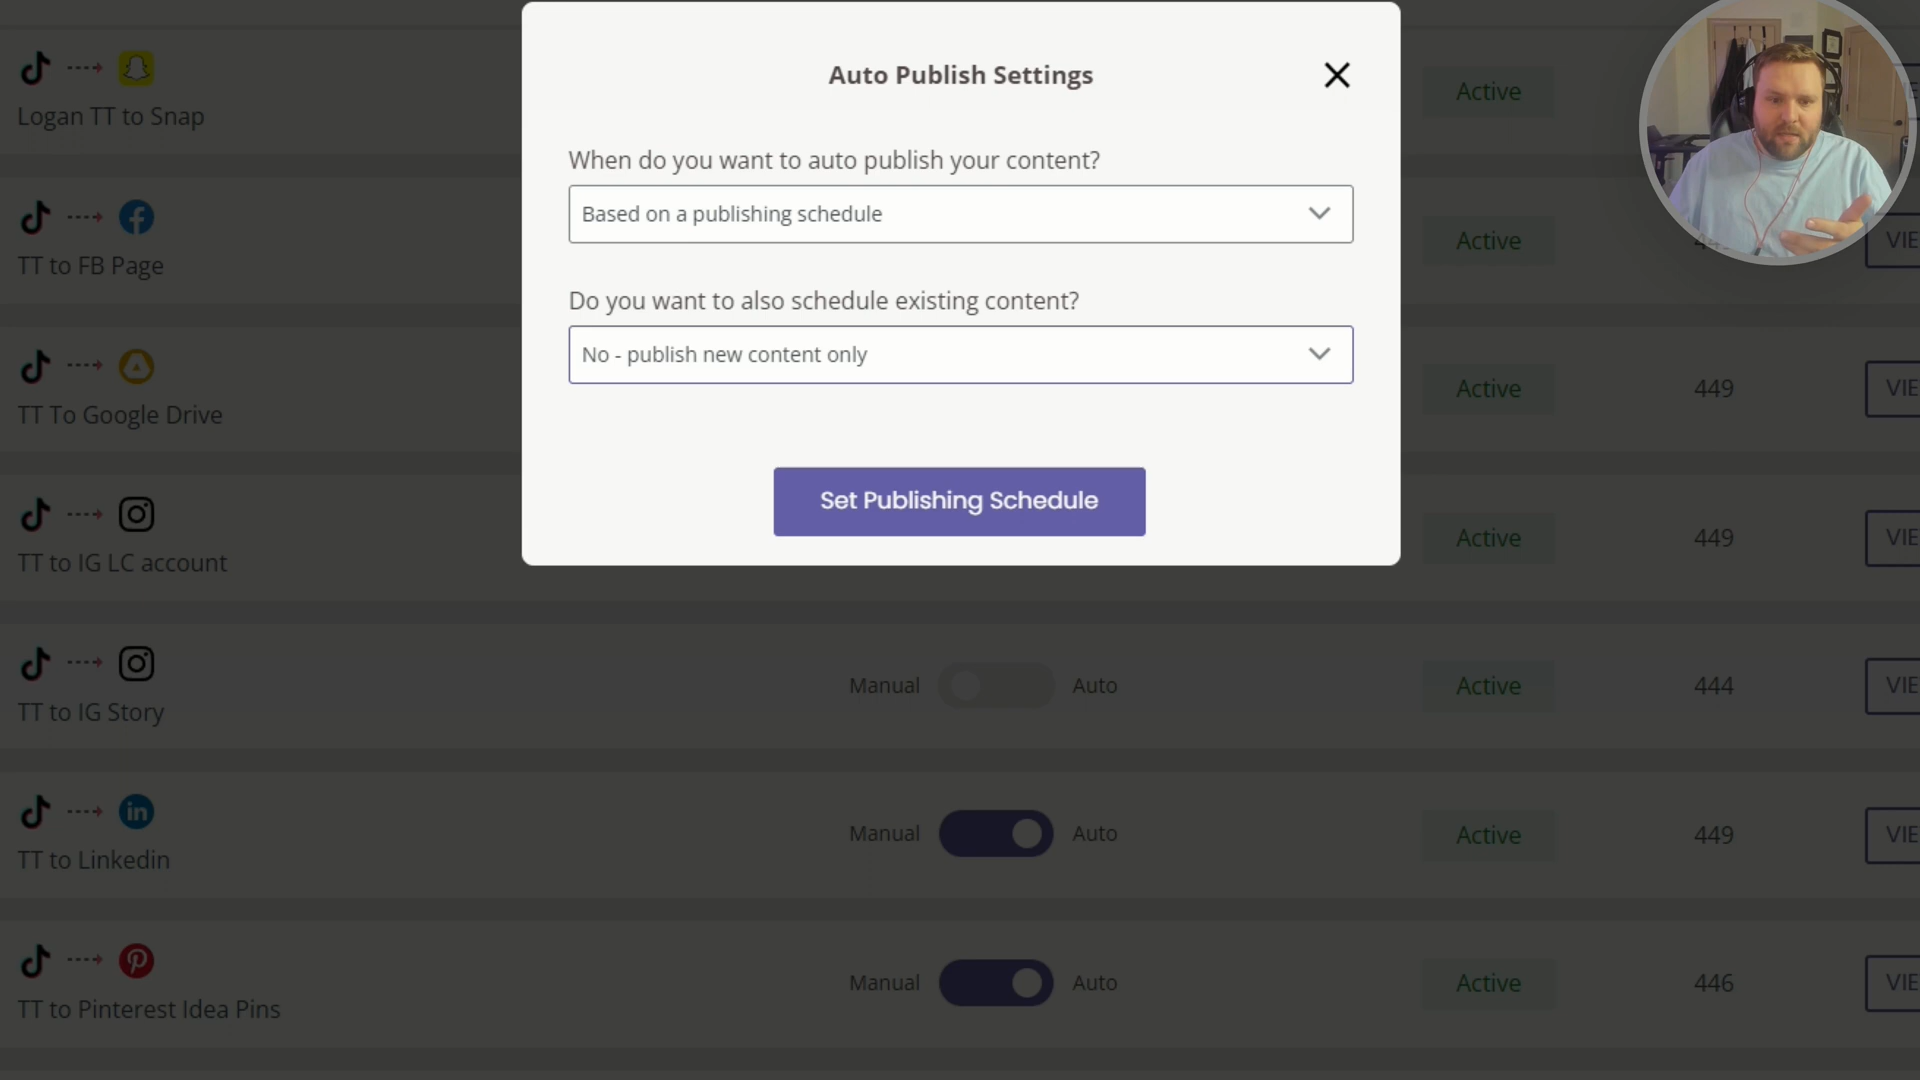 Auto Publish Settings
When do you want to auto publish your content?
Based on a publishing schedule
Do you want to also schedule existing content?
No - publish new content only
Set Publishing Schedule
Logan TT to Snap
Active
TT to FB Page
Active
VIE
TT To Google Drive
Active
449
VIE
TT to IG LC account
Active
449
VIE
TT to IG Story
Manual
Auto
Active
444
VIE
in
TT to Linkedin
Manual
Auto
Active
449
VIE
TT to Pinterest Idea Pins
Manual
Auto
Active
446
VIE